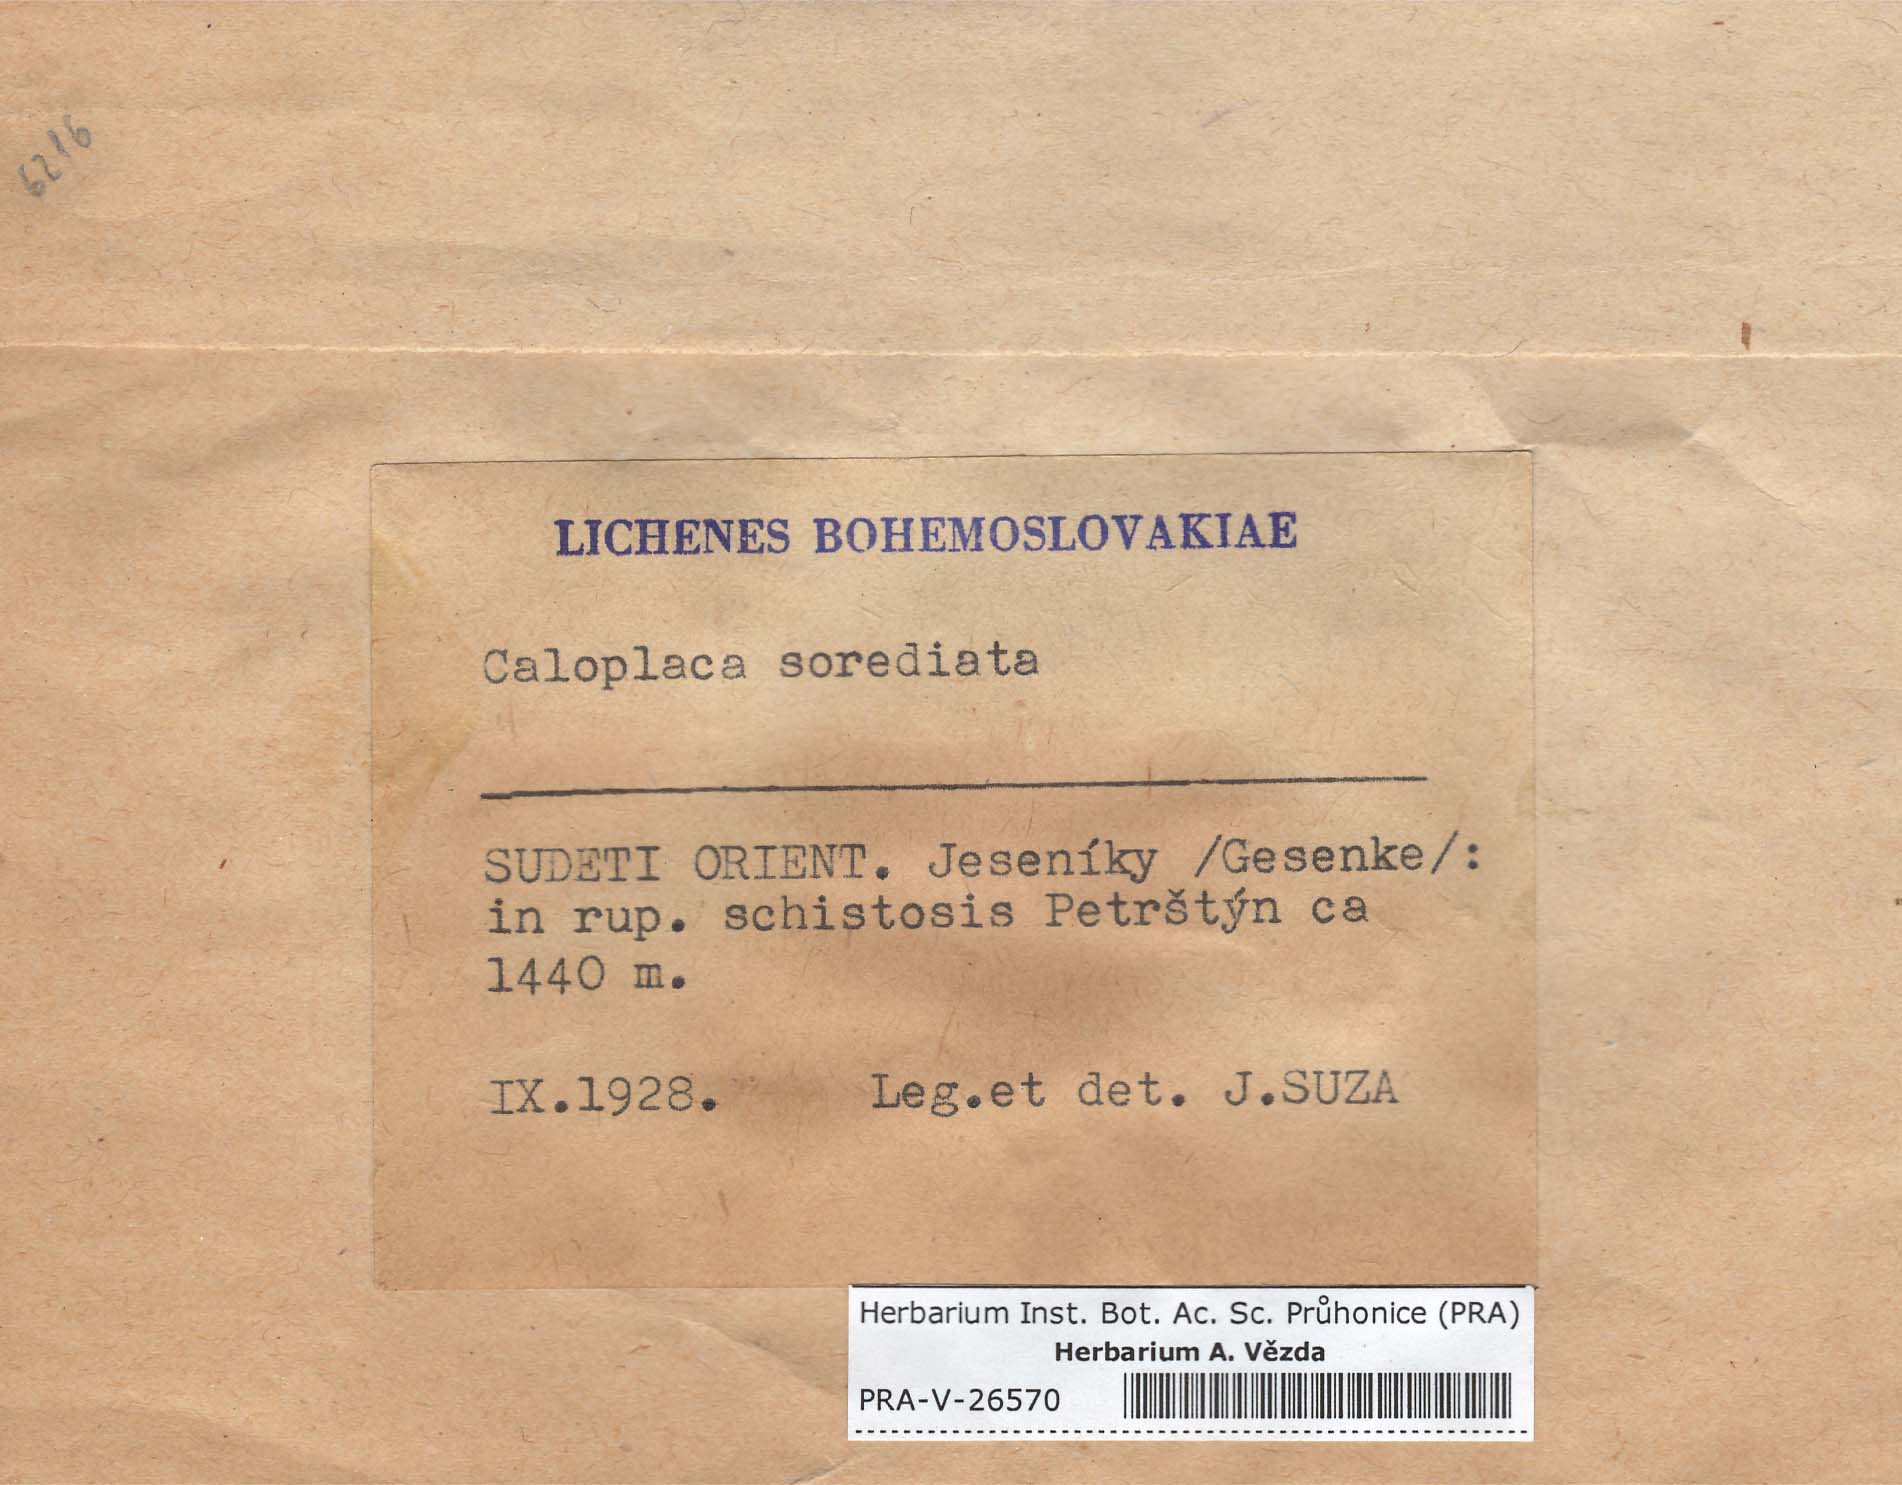 6216
LICHENES BOHEMOSLOVAKIAE
Caloplaca sorediata
SUDETI ORIENT. Jeseníky /Gesenke/:
in rup. schistosis Petrštýn ca
1440 m.
IX.1928. Leg.et det. J.SUZA
Herbarium Inst. Bot. Ac. Sc. Průhonice (PRA)
Herbarium A. Vězda
PRA-V-26570